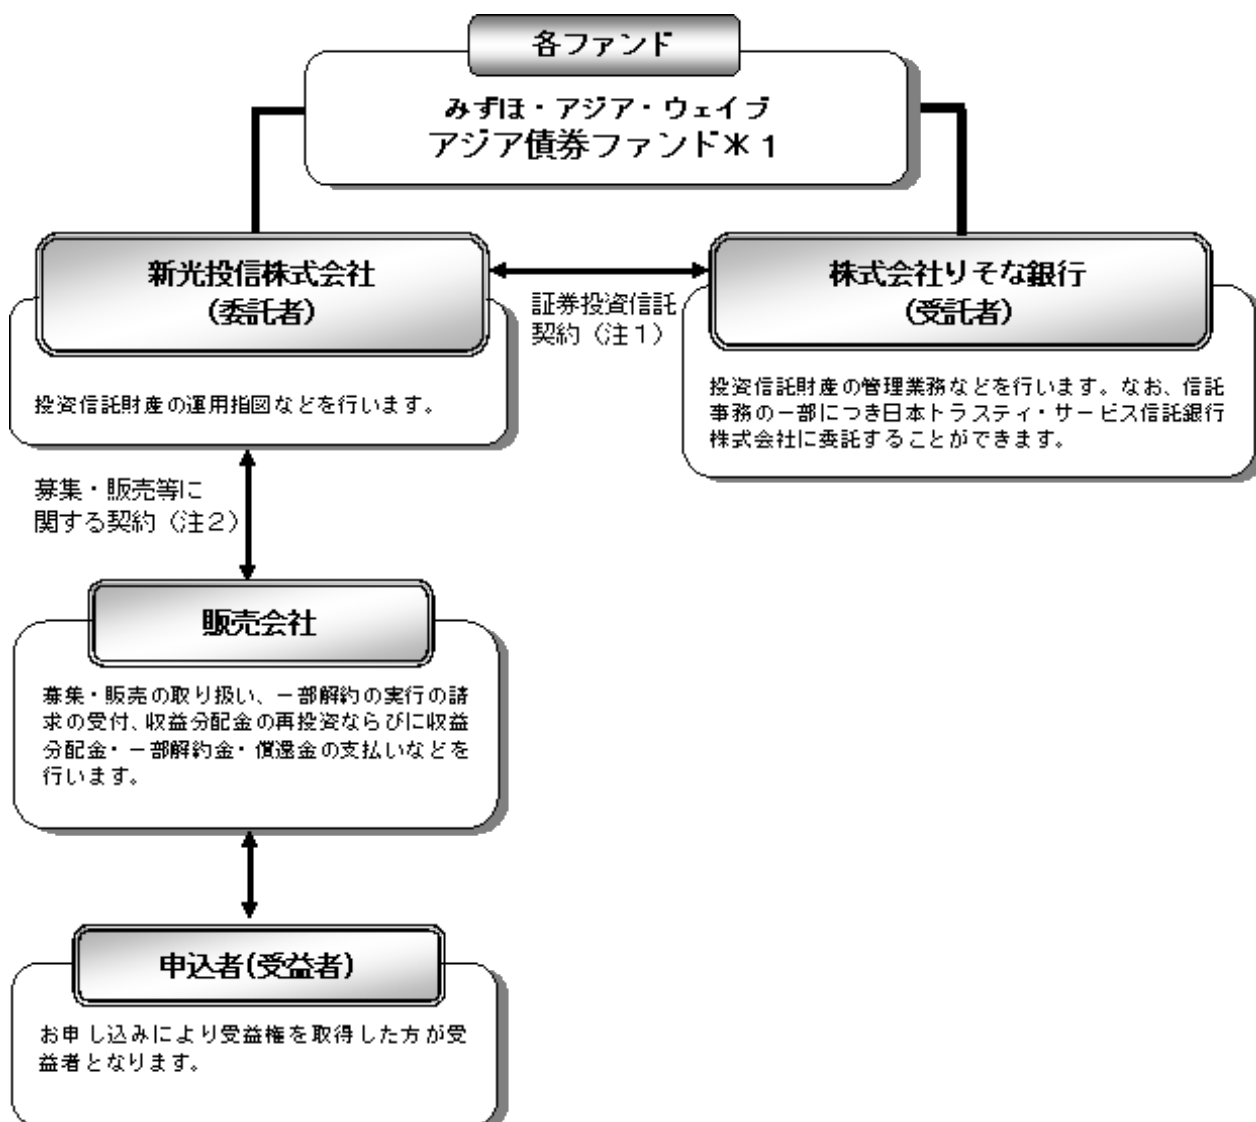 各ファンド
みずほ・アジア・ウェイブ
アジア債券ファンド＊１
新光投信株式会社
（委託者）
証券投資信託
契約（注１）
株式会社りそな銀行
（受託者）
投資信託財産の運用指図などを行います。
投資信託財産の管理業務などを行います。なお、信託
事務の一部につき日本トラスティ・サービス信託銀行
株式会社に委託することができます。
募集・販売等に
関する契約（注２）
販売会社
募集・販売の取り扱い、一部解約の実行の請
求の受付、収益分配金の再投資ならびに収益
分配金・一部解約金・償還金の支払いなどを
行います。
申込者(受益者)
お申し込みにより受益権を取得した方が受
益者となります。